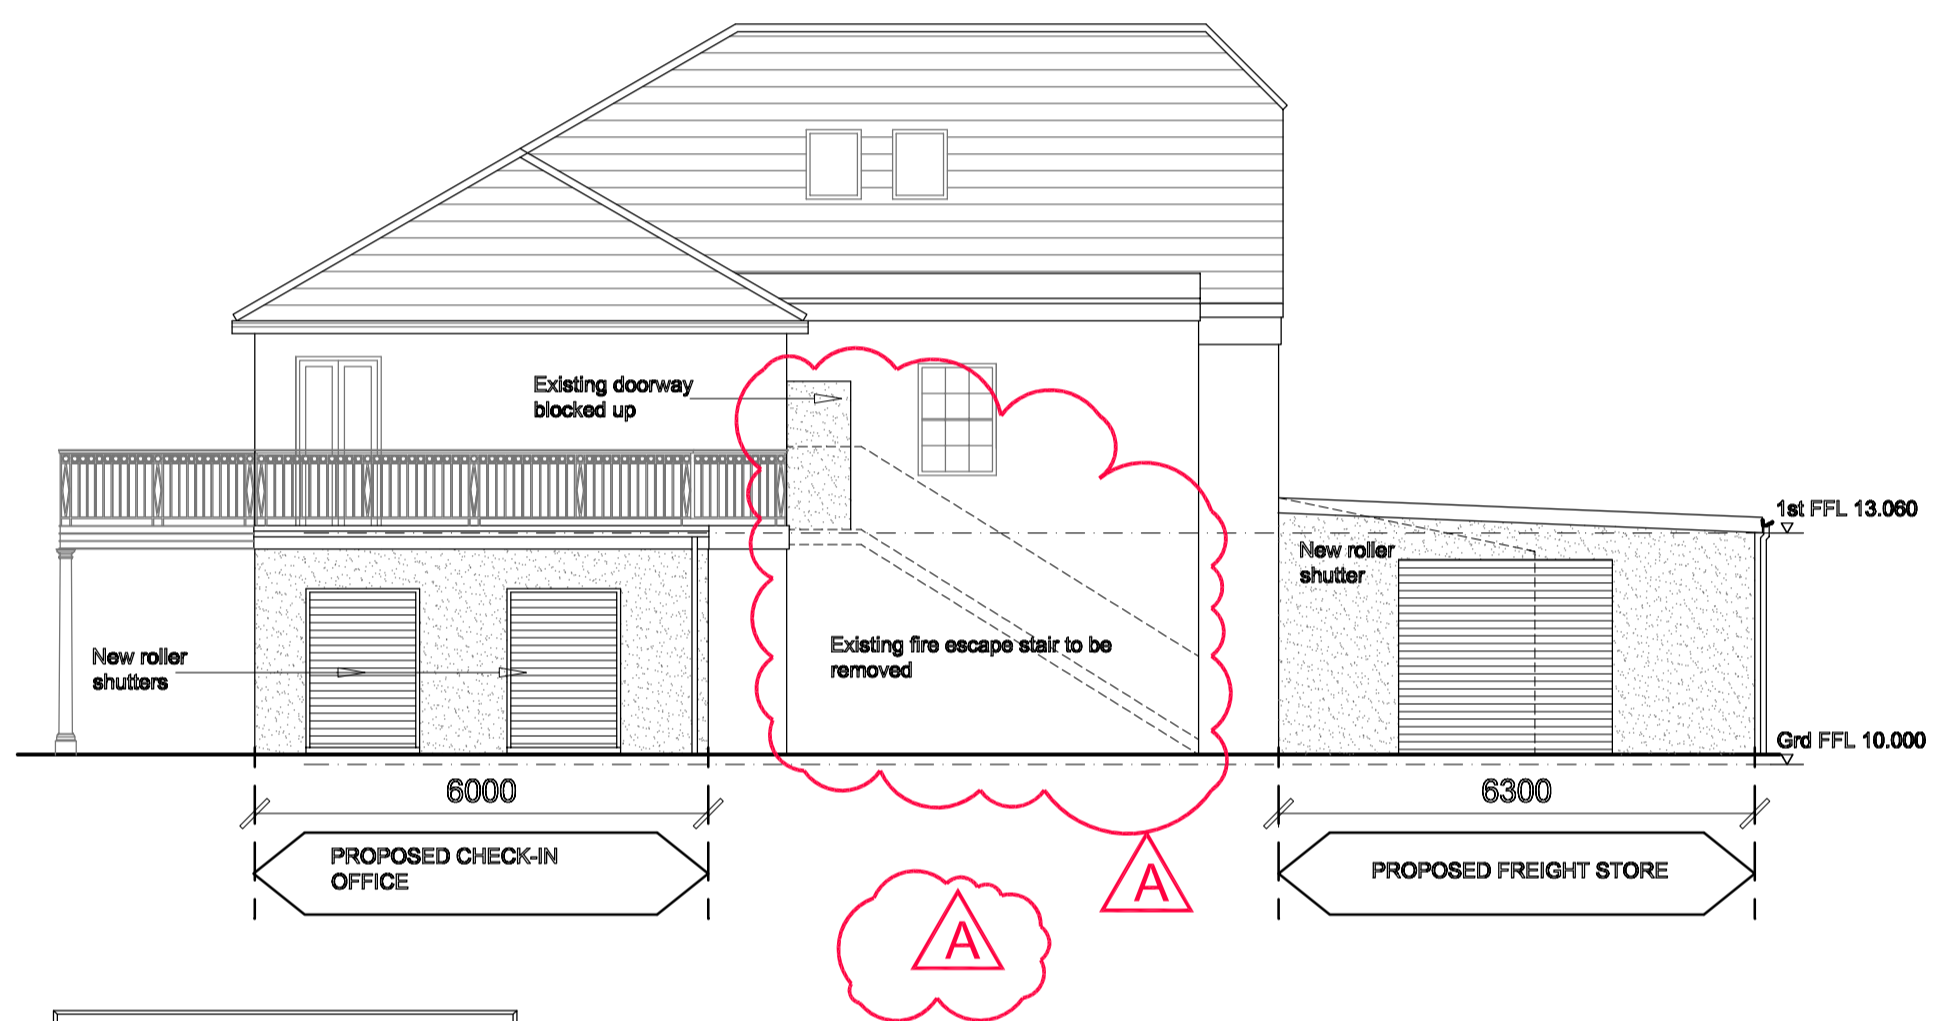 Existing doorway
blocked up
1st FFL 13.060
New roller
shutter
Existing fire escape stair to be
removed
New roller
shutters
Grd FFL 10.000
6000
6300
PROPOSED CHECK-IN
OFFICE
PROPOSED FREIGHT STORE
A
A